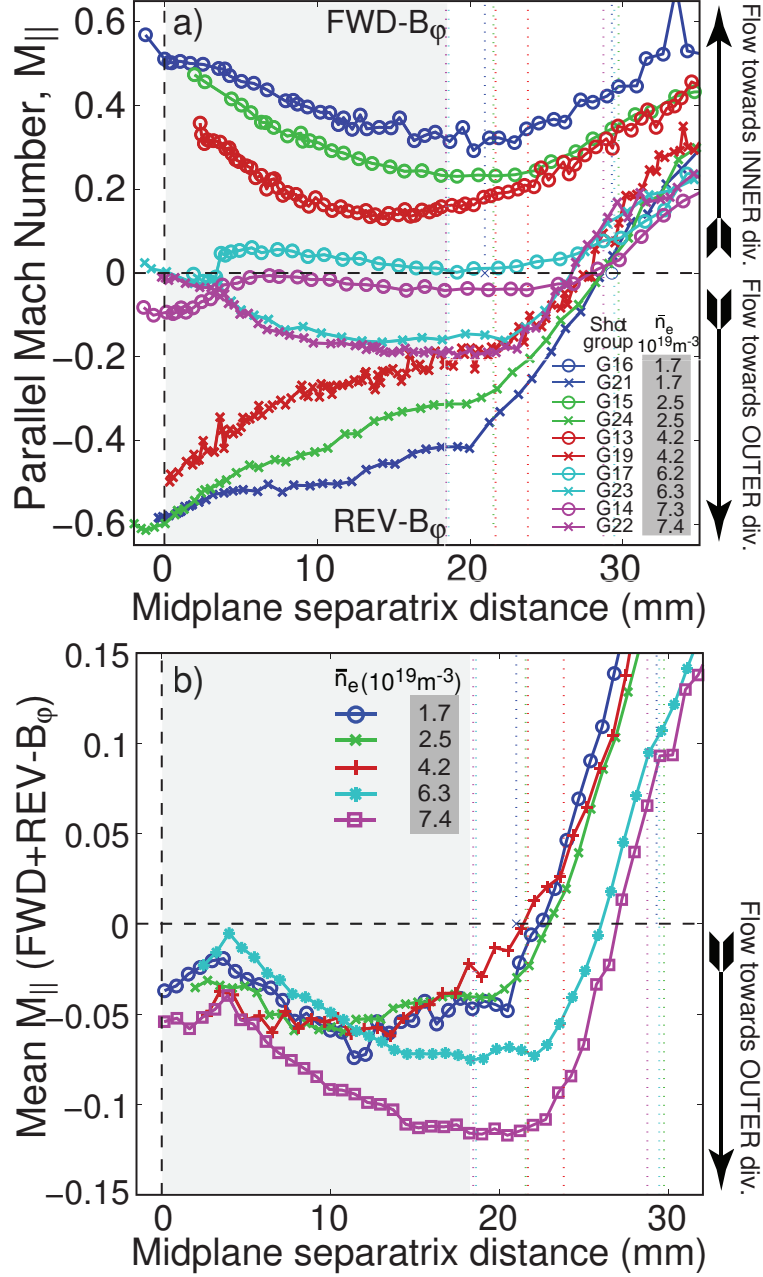 a)
FWD-Bφ
0.6
0.4
0.2
0
−0.2
−0.4
−0.6
Parallel Mach Number, M||
Flow towards INNER div.
Flow towards OUTER div.
Shot group n̄e 10¹⁹m⁻³
G16 1.7
G21 1.7
G15 2.5
G24 2.5
G13 4.2
G19 4.2
G17 6.2
G23 6.3
G14 7.3
G22 7.4
REV-Bφ
0 10 20 30
Midplane separatrix distance (mm)
b)
n̄e(10¹⁹m⁻³)
1.7
2.5
4.2
6.3
7.4
0.15
0.1
0.05
0
−0.05
−0.1
−0.15
Mean M|| (FWD+REV-Bφ)
Flow towards OUTER div.
0 10 20 30
Midplane separatrix distance (mm)